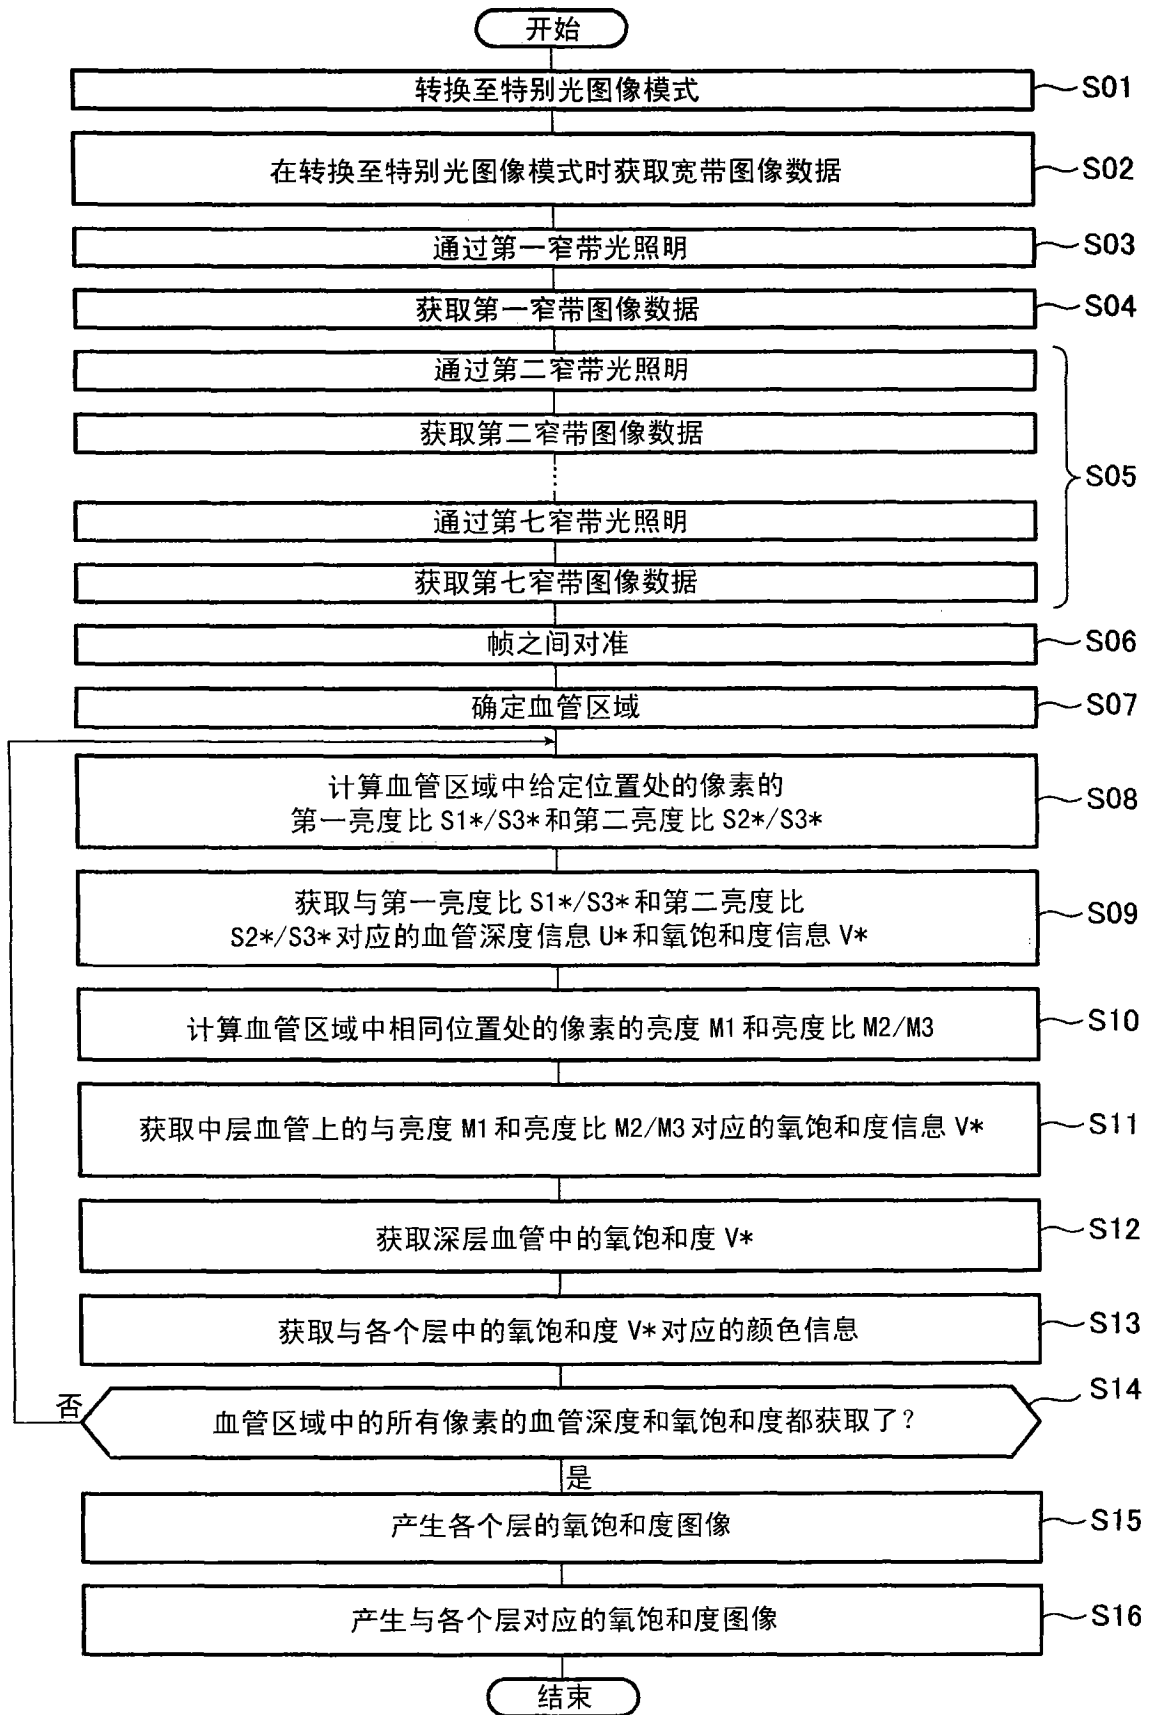 开始
转换至特别光图像模式
S01
在转换至特别光图像模式时获取宽带图像数据
S02
通过第一窄带光照明
S03
获取第一窄带图像数据
S04
通过第二窄带光照明
获取第二窄带图像数据
S05
通过第七窄带光照明
获取第七窄带图像数据
帧之间对准
S06
确定血管区域
S07
计算血管区域中给定位置处的像素的
第一亮度比 S1*/S3* 和第二亮度比 S2*/S3*
S08
获取与第一亮度比 S1*/S3* 和第二亮度比
S2*/S3* 对应的血管深度信息 U* 和氧饱和度信息 V*
S09
计算血管区域中相同位置处的像素的亮度 M1 和亮度比 M2/M3
S10
获取中层血管上的与亮度 M1 和亮度比 M2/M3 对应的氧饱和度信息 V*
S11
获取深层血管中的氧饱和度 V*
S12
获取与各个层中的氧饱和度 V* 对应的颜色信息
S13
血管区域中的所有像素的血管深度和氧饱和度都获取了?
S14
否
是
产生各个层的氧饱和度图像
S15
产生与各个层对应的氧饱和度图像
S16
结束